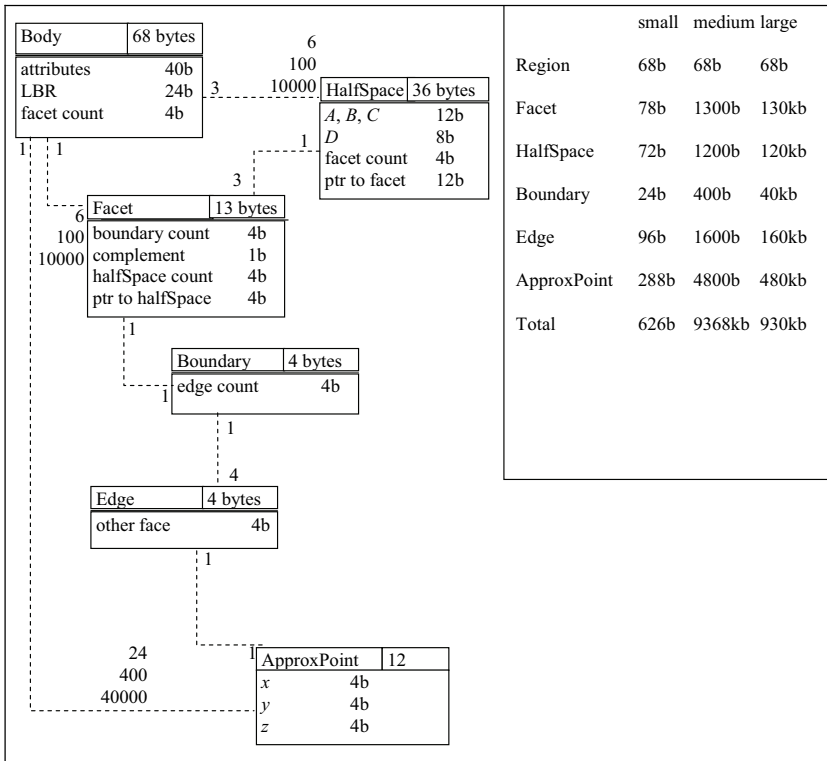 Body 68 bytes
attributes 40b
LBR 24b
facet count 4b
3
6
100
10000
HalfSpace 36 bytes
A, B, C 12b
D 8b
facet count 4b
ptr to facet 12b
1 1
1
3
6
100
10000
Facet 13 bytes
boundary count 4b
complement 1b
halfSpace count 4b
ptr to halfSpace 4b
1
Boundary 4 bytes
1 edge count 4b
1
4
Edge 4 bytes
other face 4b
1
24
400
40000
1
ApproxPoint 12
x 4b
y 4b
z 4b
small medium large
Region 68b 68b 68b
Facet 78b 1300b 130kb
HalfSpace 72b 1200b 120kb
Boundary 24b 400b 40kb
Edge 96b 1600b 160kb
ApproxPoint 288b 4800b 480kb
Total 626b 9368kb 930kb